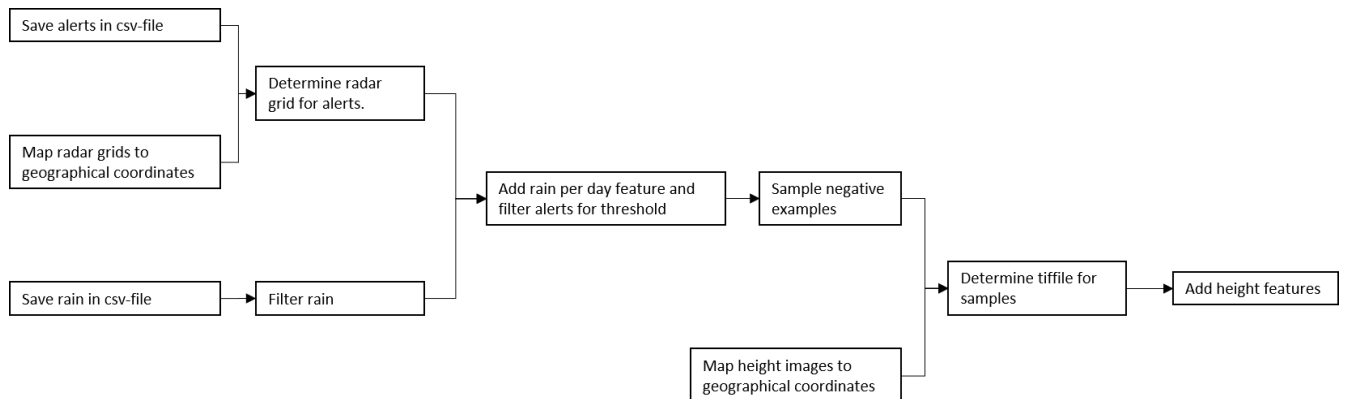 Save alerts in csv-file
Determine radar
grid for alerts.
Map radar grids to
geographical coordinates
Add rain per day feature and
filter alerts for threshold
Sample negative
examples
Save rain in csv-file
Filter rain
Determine tiffile for
samples
Add height features
Map height images to
geographical coordinates